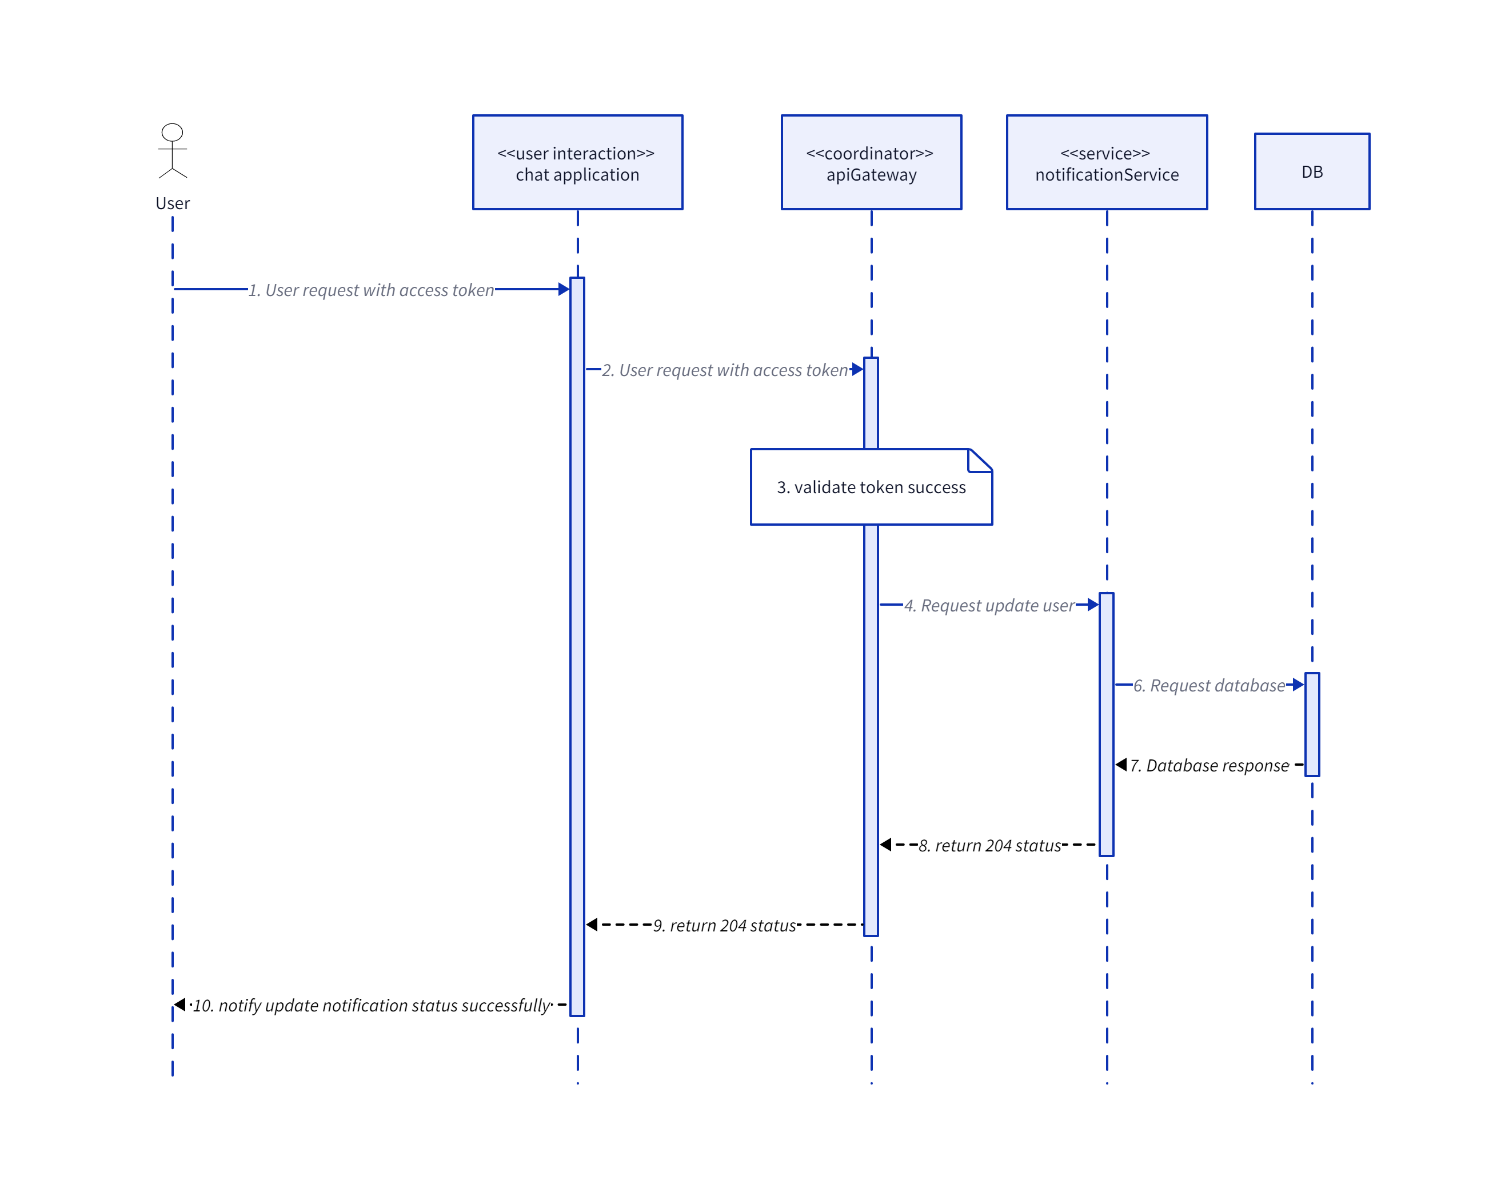 User
<<user interaction>>
chat application
<<coordinator>>
apiGateway
<<service>>
notificationService
DB
1. User request with access token
2. User request with access token
3. validate token success
4. Request update user
6. Request database
7. Database response
8. return 204 status
9. return 204 status
10. notify update notification status successfully